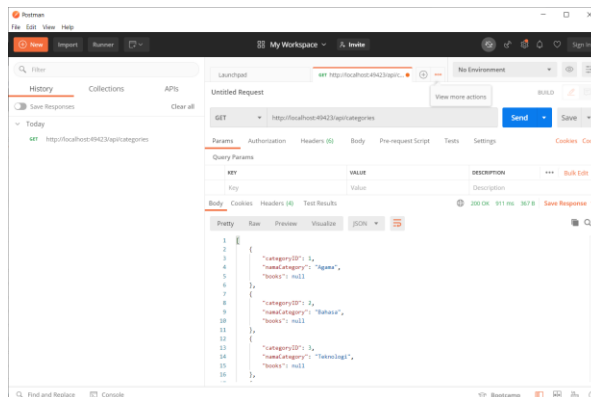 Postman
File Edit View Help
New Import Runner My Workspace Invite Sign In
Filter
History Collections APIs
Save Responses Clear all
Today
GET http://localhost:49423/api/categories
Launchpad GET http://localhost:49423/api/c... No Environment
Untitled Request BUILD
View more actions
GET http://localhost:49423/api/categories Send Save
Params Authorization Headers (6) Body Pre-request Script Tests Settings Cookies
Query Params
KEY VALUE DESCRIPTION Bulk Edit
Key Value Description
Body Cookies Headers (4) Test Results 200 OK 911 ms 367 B Save Response
Pretty Raw Preview Visualize JSON
1 [
2 {
3 "categoryID": 1,
4 "namaCategory": "Agama",
5 "books": null
6 },
7 {
8 "categoryID": 2,
9 "namaCategory": "Bahasa",
10 "books": null
11 },
12 {
13 "categoryID": 3,
14 "namaCategory": "Teknologi",
15 "books": null
16 },
Find and Replace Console Bootcamp